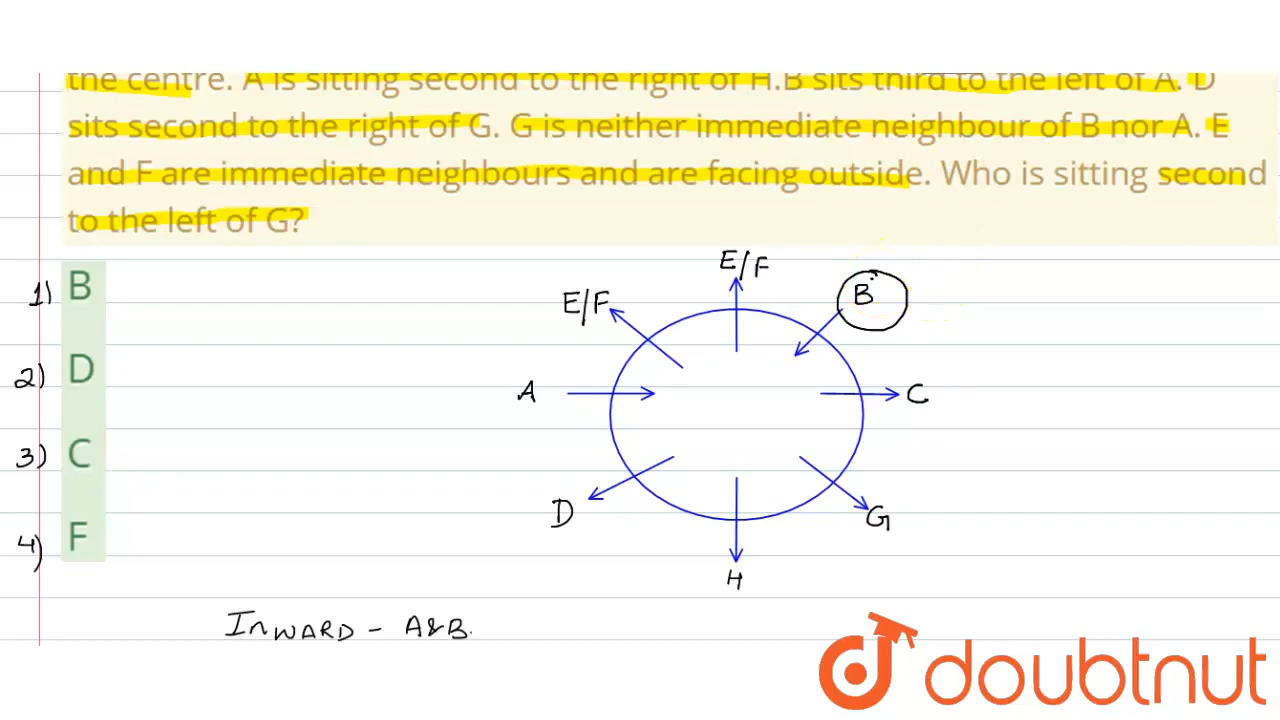 the centre. A is sitting second to the right of H.B sits third to the left of A. D
sits second to the right of G. G is neither immediate neighbour of B nor A. E
and F are immediate neighbours and are facing outside. Who is sitting second
to the left of G?
1) B
2) D
3) C
4) F
E/F
E/F
B
A
C
D
G
H
INWARD - A&B.
doubtnut